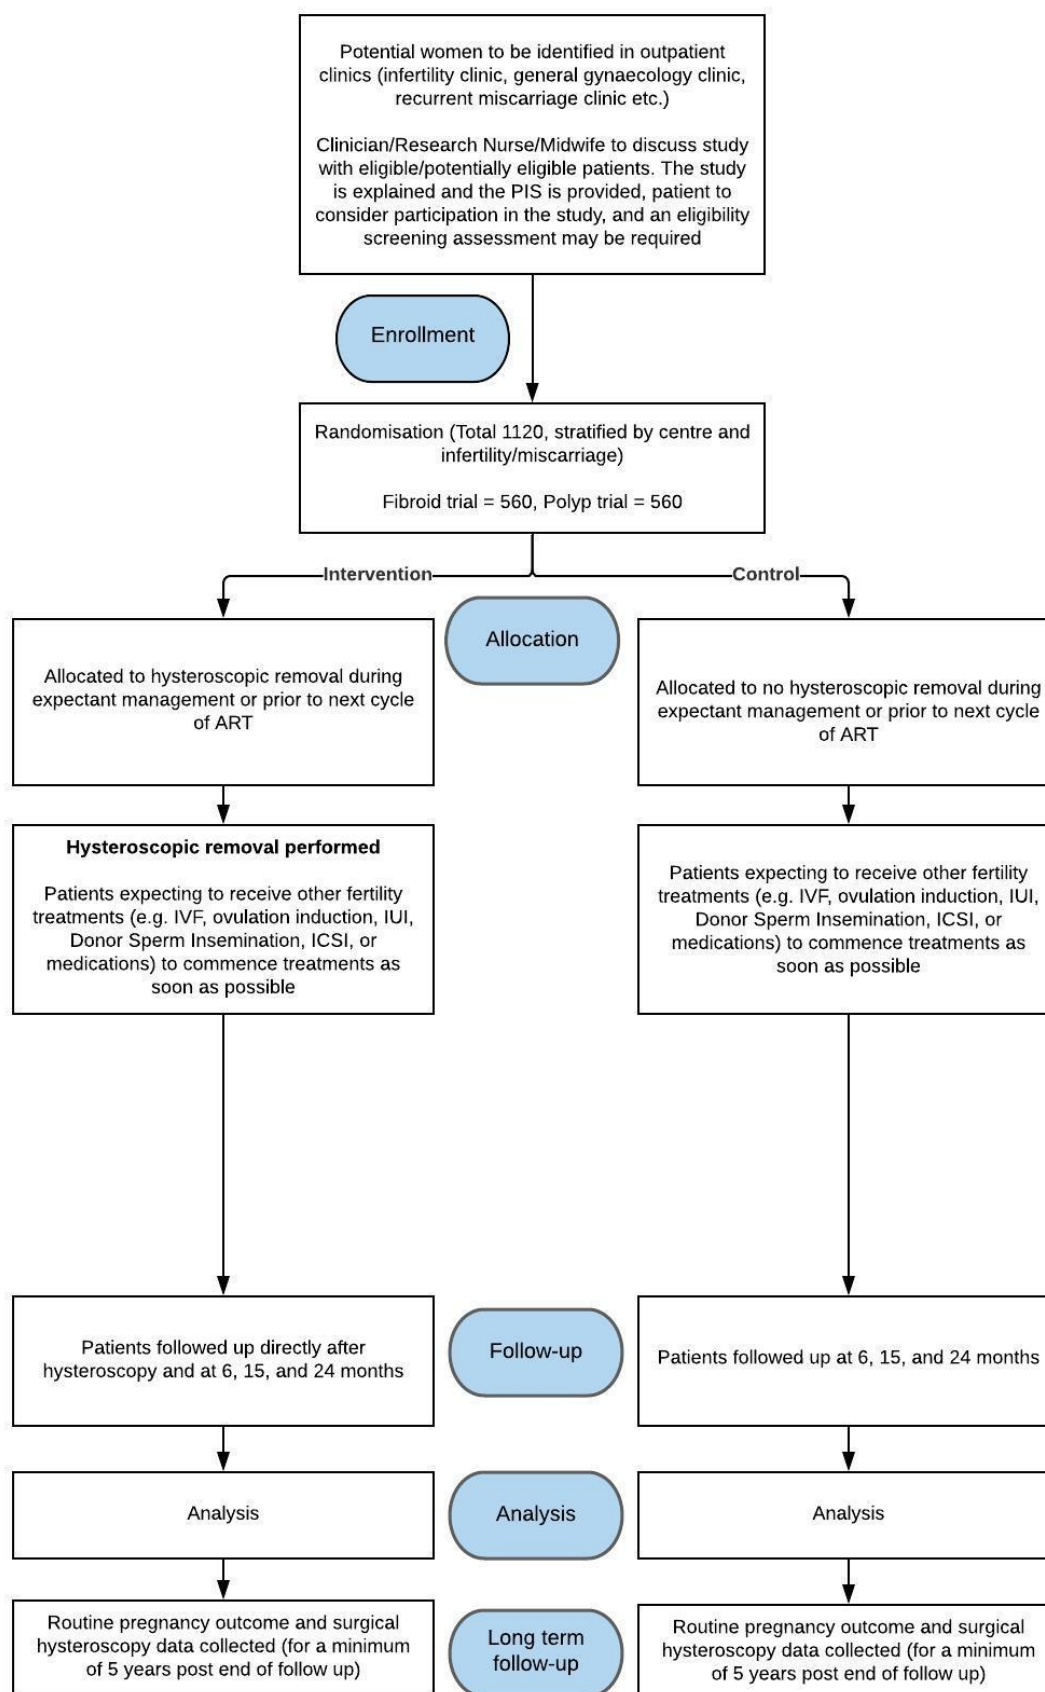 Potential women to be identified in outpatient
clinics (infertility clinic, general gynaecology clinic,
recurrent miscarriage clinic etc.)
Clinician/Research Nurse/Midwife to discuss study
with eligible/potentially eligible patients. The study
is explained and the PIS is provided, patient to
consider participation in the study, and an eligibility
screening assessment may be required
Enrollment
Randomisation (Total 1120, stratified by centre and
infertility/miscarriage)
Fibroid trial = 560, Polyp trial = 560
Intervention
Control
Allocation
Allocated to hysteroscopic removal during
expectant management or prior to next cycle
of ART
Allocated to no hysteroscopic removal during
expectant management or prior to next cycle
of ART
Hysteroscopic removal performed
Patients expecting to receive other fertility
treatments (e.g. IVF, ovulation induction, IUI,
Donor Sperm Insemination, ICSI, or
medications) to commence treatments as
soon as possible
Patients expecting to receive other fertility
treatments (e.g. IVF, ovulation induction, IUI,
Donor Sperm Insemination, ICSI, or
medications) to commence treatments as
soon as possible
Patients followed up directly after
hysteroscopy and at 6, 15, and 24 months
Follow-up
Patients followed up at 6, 15, and 24 months
Analysis
Analysis
Analysis
Routine pregnancy outcome and surgical
hysteroscopy data collected (for a minimum
of 5 years post end of follow up)
Long term
follow-up
Routine pregnancy outcome and surgical
hysteroscopy data collected (for a minimum
of 5 years post end of follow up)